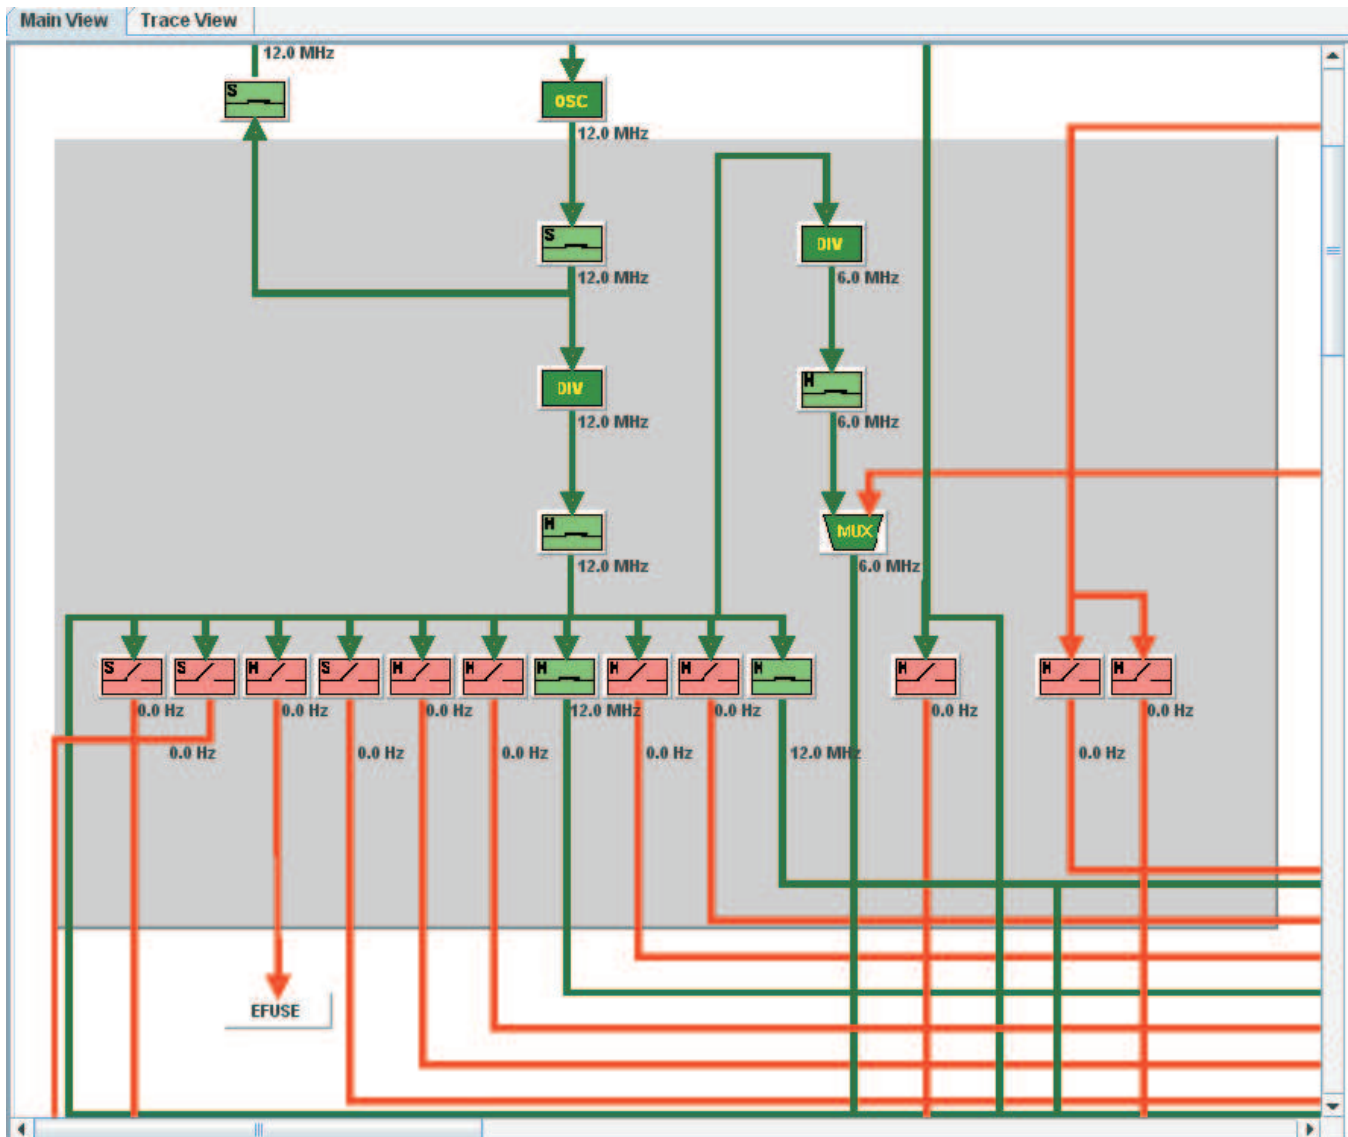 Main View Trace View
12.0 MHz
S
OSC
12.0 MHz
S
DIV
12.0 MHz
6.0 MHz
DIV
H
12.0 MHz
6.0 MHz
H
MUX
12.0 MHz
6.0 MHz
S S H S H H H H H H H H H
0.0 Hz 0.0 Hz 0.0 Hz 12.0 MHz 0.0 Hz 0.0 Hz 0.0 Hz
0.0 Hz 0.0 Hz 0.0 Hz 0.0 Hz 12.0 MHz 0.0 Hz
EFUSE